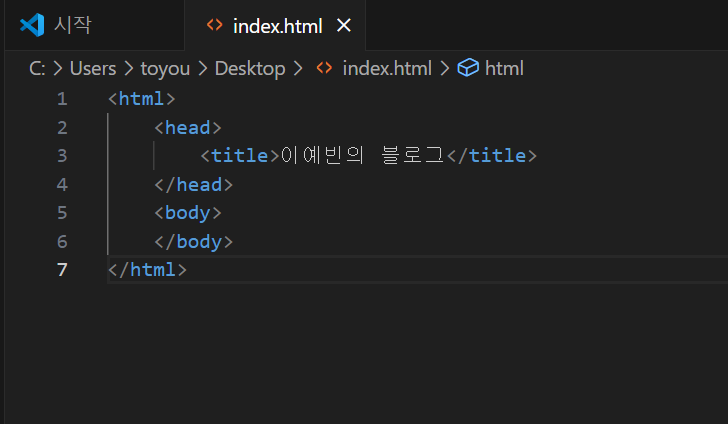 시작 index.html
C: > Users > toyou > Desktop > index.html > html
1 <html>
2 <head>
3 <title>이예빈의 블로그</title>
4 </head>
5 <body>
6 </body>
7 </html>